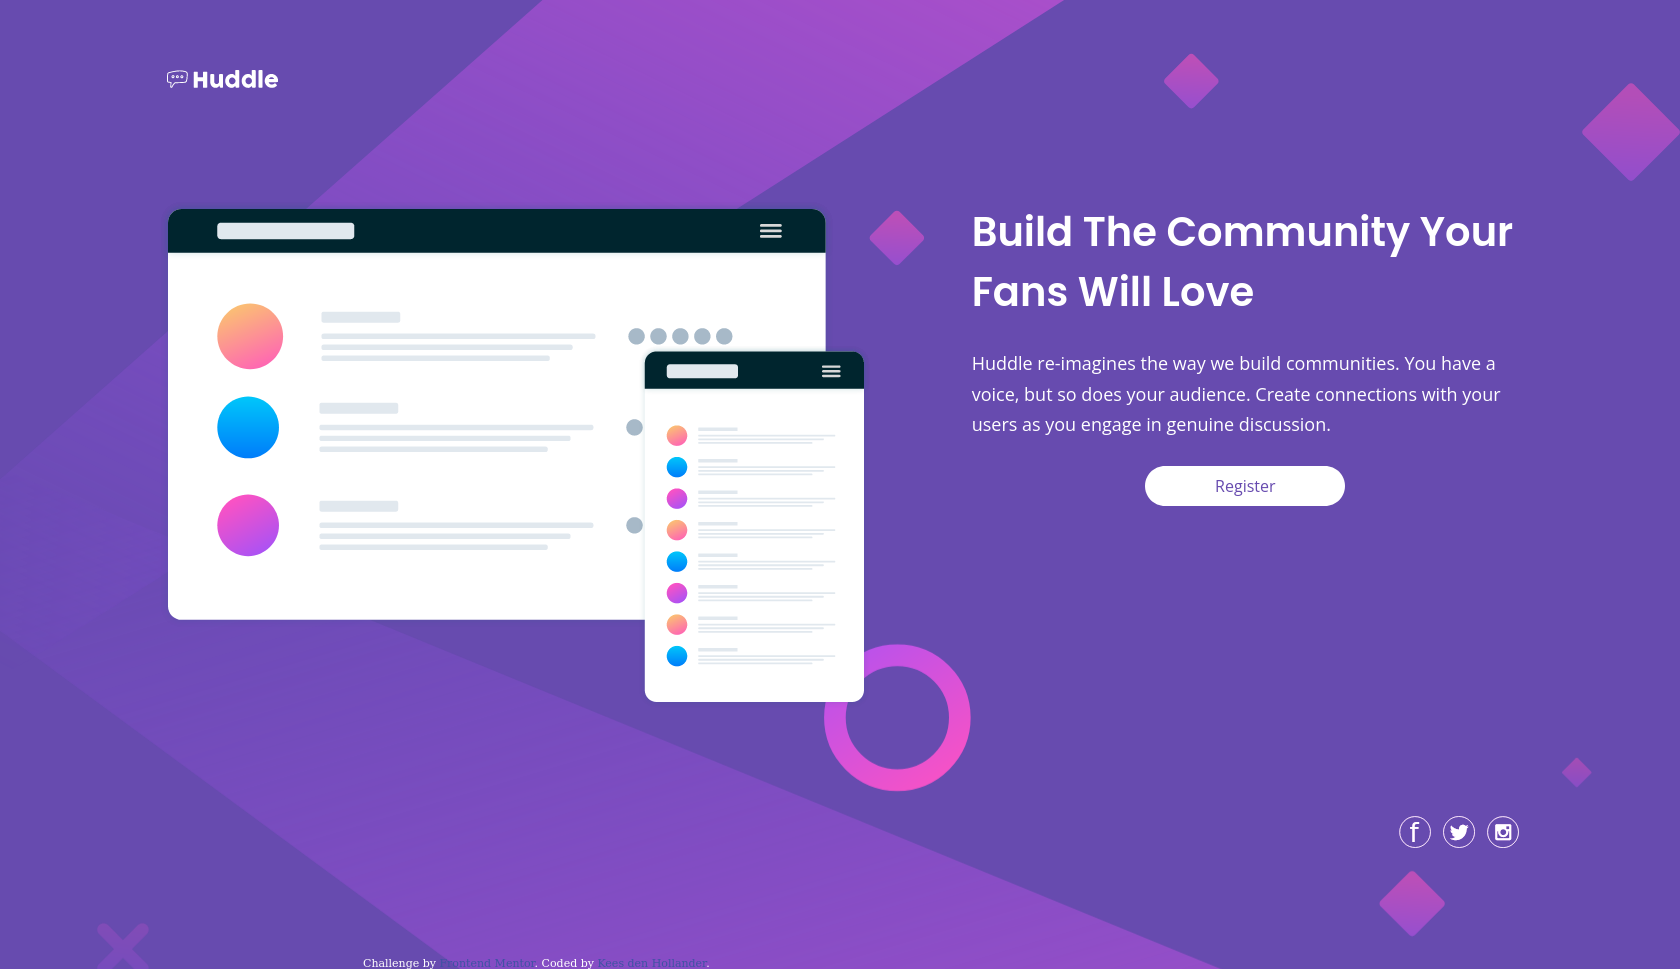 Huddle
Build The Community Your
Fans Will Love
Huddle re-imagines the way we build communities. You have a
voice, but so does your audience. Create connections with your
users as you engage in genuine discussion.
Register
Challenge by Frontend Mentor. Coded by Kees den Hollander.